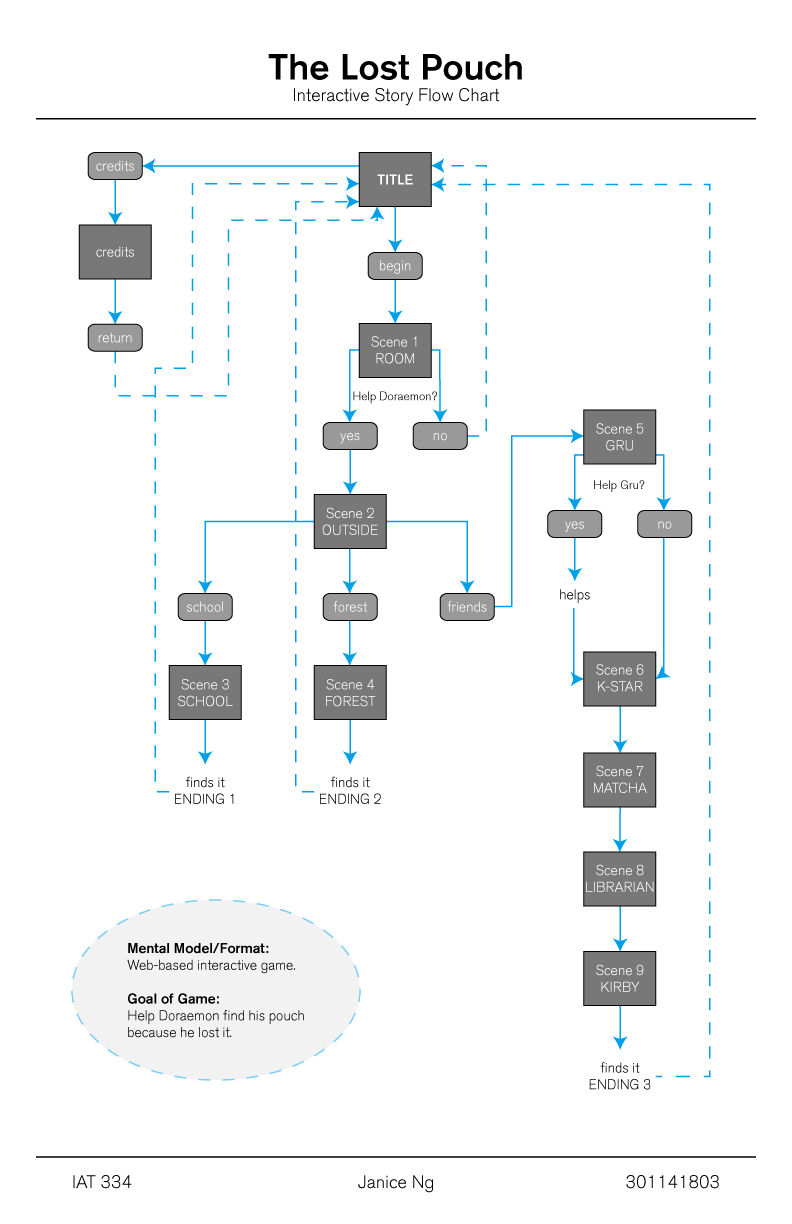 The Lost Pouch
Interactive Story Flow Chart
credits
TITLE
credits
begin
return
Scene 1
ROOM
Help Doraemon?
yes
no
Scene 5
GRU
Help Gru?
Scene 2
OUTSIDE
yes
no
helps
school
forest
friends
Scene 3
SCHOOL
Scene 4
FOREST
Scene 6
K-STAR
finds it
ENDING 1
finds it
ENDING 2
Scene 7
MATCHA
Scene 8
LIBRARIAN
Mental Model/Format:
Web-based interactive game.
Goal of Game:
Help Doraemon find his pouch
because he lost it.
Scene 9
KIRBY
finds it
ENDING 3
IAT 334
Janice Ng
301141803